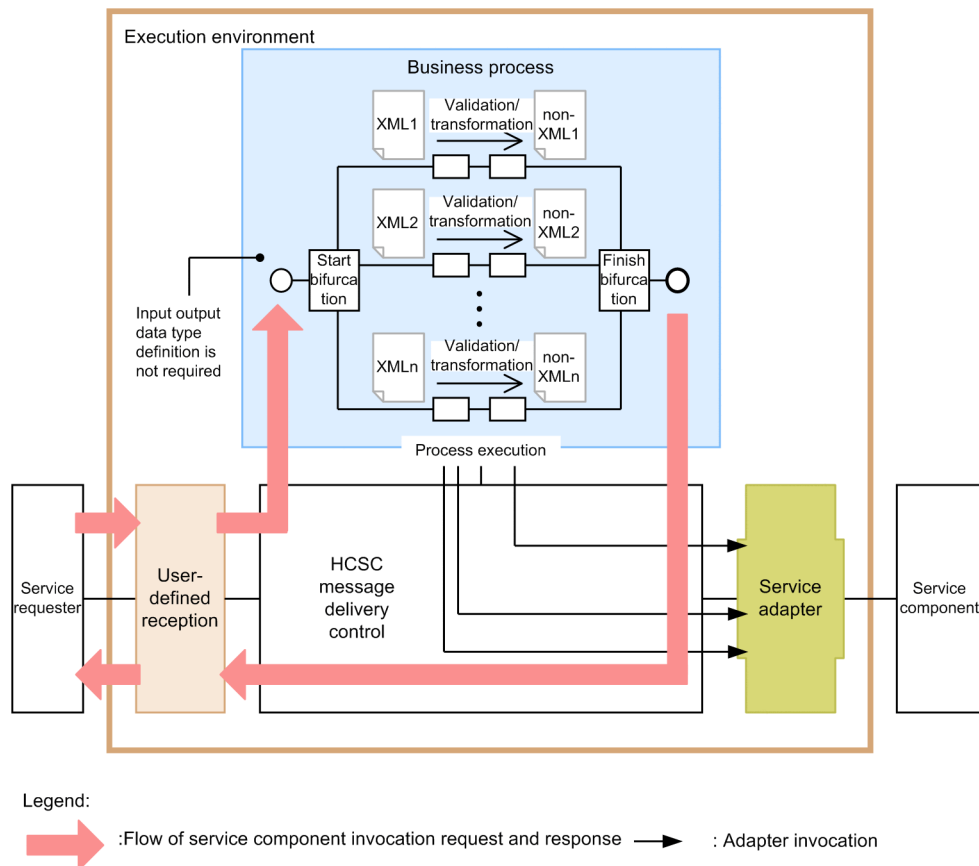 Execution environment
Business process
XML1
Validation/
transformation
non-
XML1
XML2
Validation/
transformation
non-
XML2
Start
bifurca
tion
Finish
bifurca
tion
Input output
data type
definition is
not required
XMLn
Validation/
transformation
non-
XMLn
Process execution
Service
requester
User-
defined
reception
HCSC
message
delivery
control
Service
adapter
Service
component
Legend:
:Flow of service component invocation request and response
: Adapter invocation